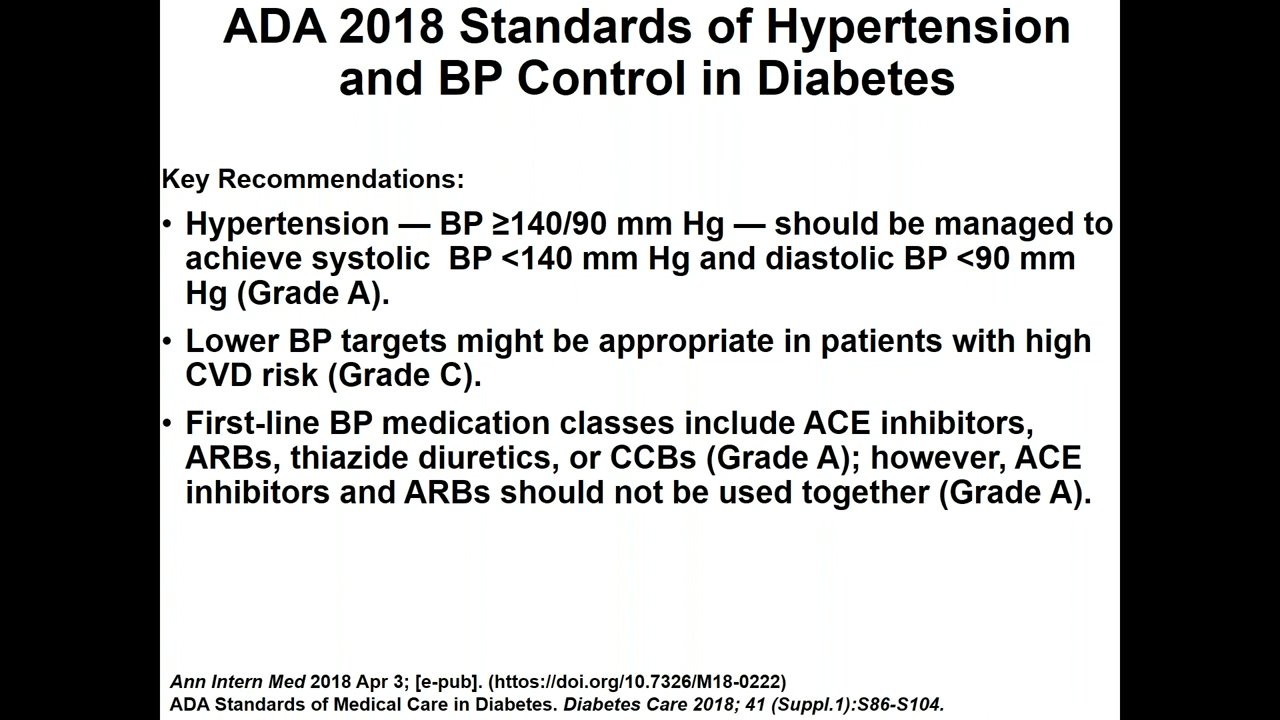 ADA 2018 Standards of Hypertension
and BP Control in Diabetes
Key Recommendations:
• Hypertension — BP ≥140/90 mm Hg — should be managed to
achieve systolic  BP <140 mm Hg and diastolic BP <90 mm
Hg (Grade A).
• Lower BP targets might be appropriate in patients with high
CVD risk (Grade C).
• First-line BP medication classes include ACE inhibitors,
ARBs, thiazide diuretics, or CCBs (Grade A); however, ACE
inhibitors and ARBs should not be used together (Grade A).
Ann Intern Med 2018 Apr 3; [e-pub]. (httos://doi.org/10.7326/M18-0222)
ADA Standards of Medical Care in Diabetes. Diabetes Care 2018; 41 (Suppl.1):S86-S104.